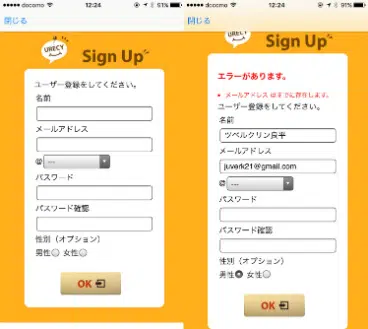 ●●●●● docomo 12:24 51%
閉じる
URECY
Sign Up
ユーザー登録をしてください。
名前
メールアドレス
@ ---
パスワード
パスワード確認
性別（オプション）
男性 女性
OK
●●●●● docomo 12:24 91%
閉じる
URECY
Sign Up
エラーがあります。
• メールアドレス はすでに存在します。
ユーザー登録をしてください。
名前
ツベルクリン良平
メールアドレス
juverk21@gmail.com
@ ---
パスワード
パスワード確認
性別（オプション）
男性 女性
OK